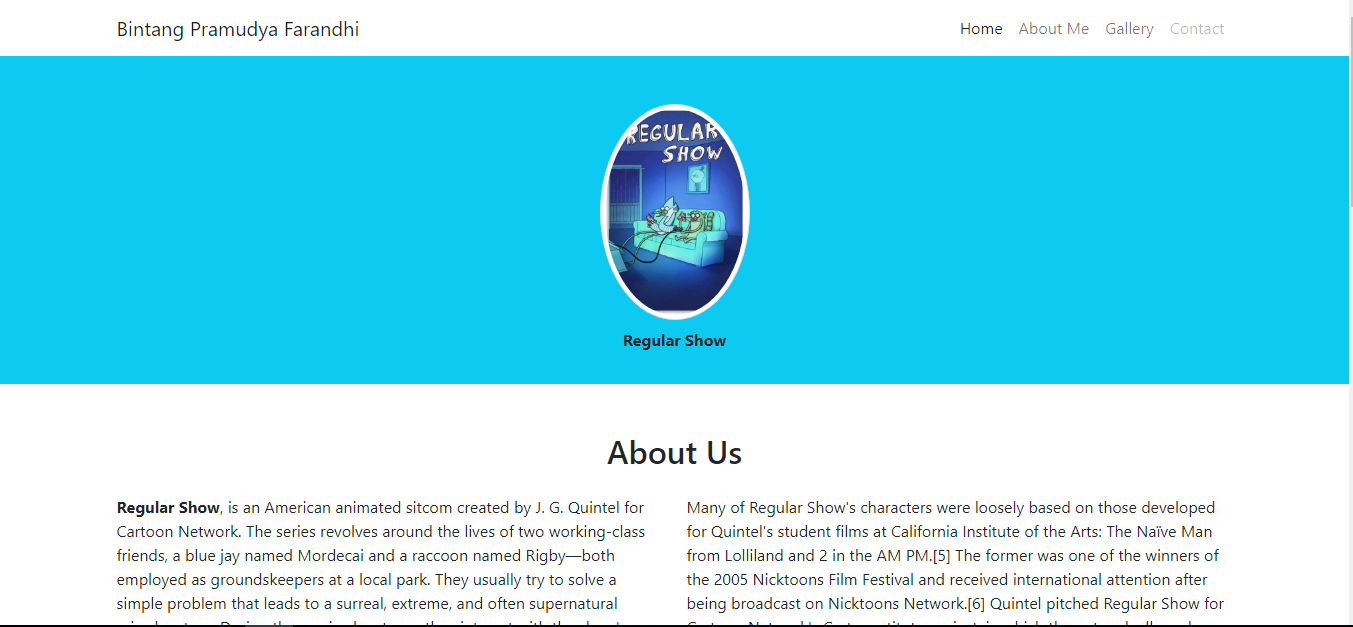 Bintang Pramudya Farandhi
Home About Me Gallery Contact
REGULAR
SHOW
Regular Show
About Us
Regular Show, is an American animated sitcom created by J. G. Quintel for
Cartoon Network. The series revolves around the lives of two working-class
friends, a blue jay named Mordecai and a raccoon named Rigby—both
employed as groundskeepers at a local park. They usually try to solve a
simple problem that leads to a surreal, extreme, and often supernatural
Many of Regular Show's characters were loosely based on those developed
for Quintel's student films at California Institute of the Arts: The Naïve Man
from Lolliland and 2 in the AM PM.[5] The former was one of the winners of
the 2005 Nicktoons Film Festival and received international attention after
being broadcast on Nicktoons Network.[6] Quintel pitched Regular Show for